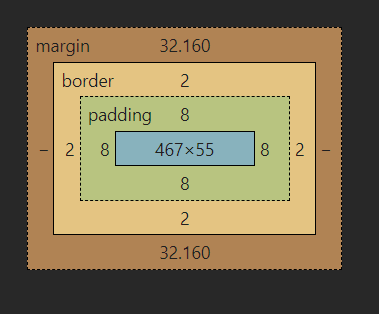 margin 32.160
border 2
padding 8
– 2 8 467×55 8 2 –
8
2
32.160